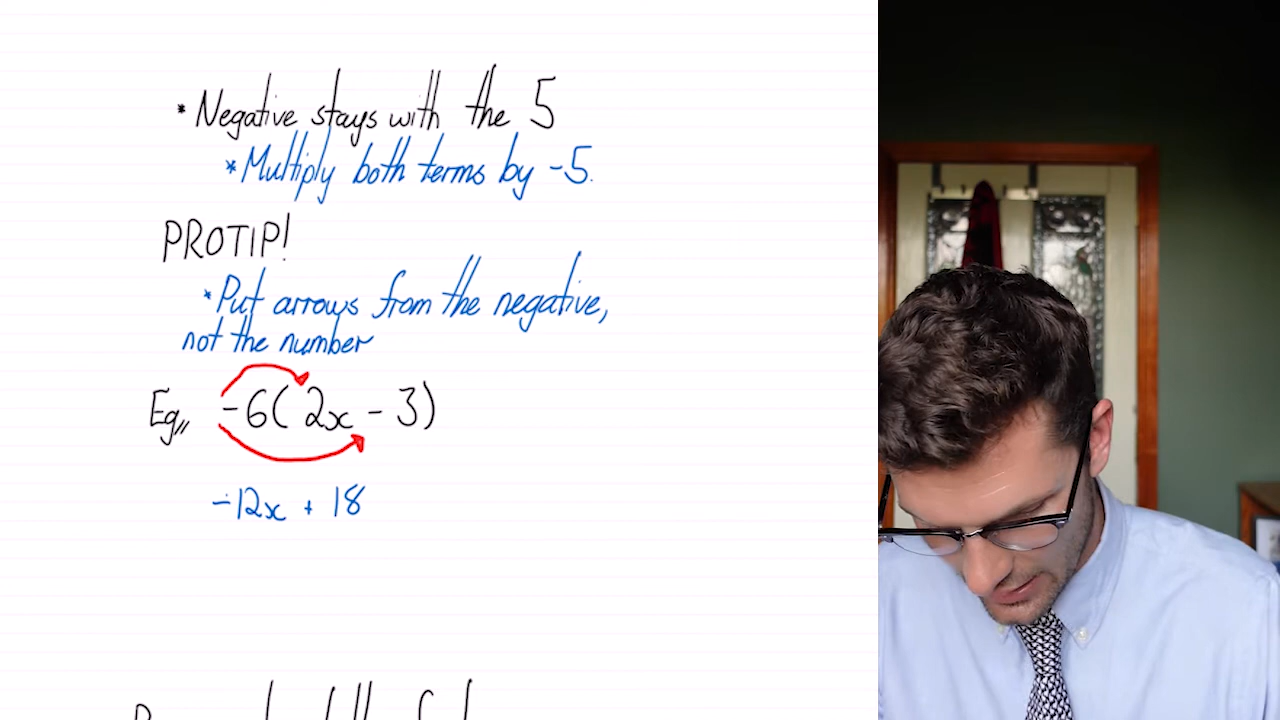 * Negative stays with the 5
* Multiply both terms by -5.
PROTIP!
* Put arrows from the negative,
not the number
Eg,, -6(2x - 3)
-12x + 18